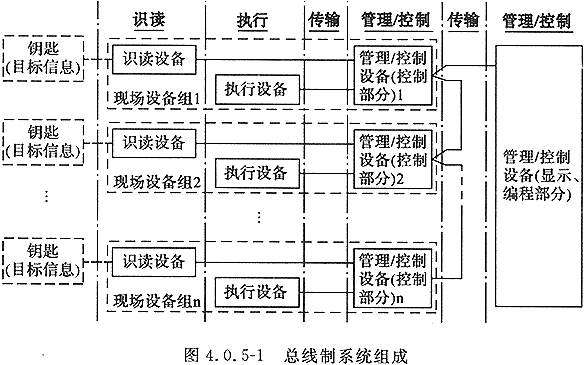 识读 执行 传输 管理/控制 传输 管理/控制
钥匙
(目标信息)
识读设备
执行设备
现场设备组1
管理/控制
设备(控制
部分)1
钥匙
(目标信息)
识读设备
执行设备
现场设备组2
管理/控制
设备(控制
部分)2
⋮
⋮
钥匙
(目标信息)
识读设备
执行设备
现场设备组n
管理/控制
设备(控制
部分)n
管理/控制
设备(显示、
编程部分)
图 4.0.5-1 总线制系统组成